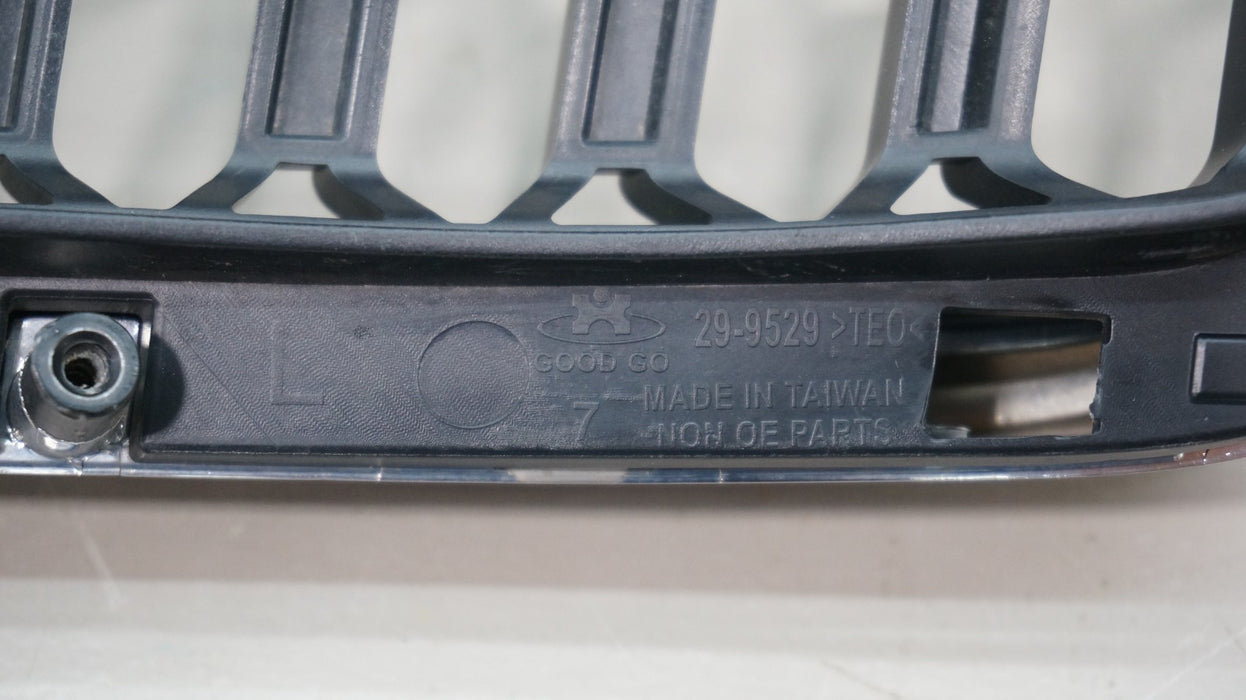 L
GOOD GO
29-9529 >TEO<
7
MADE IN TAIWAN
NON OE PARTS